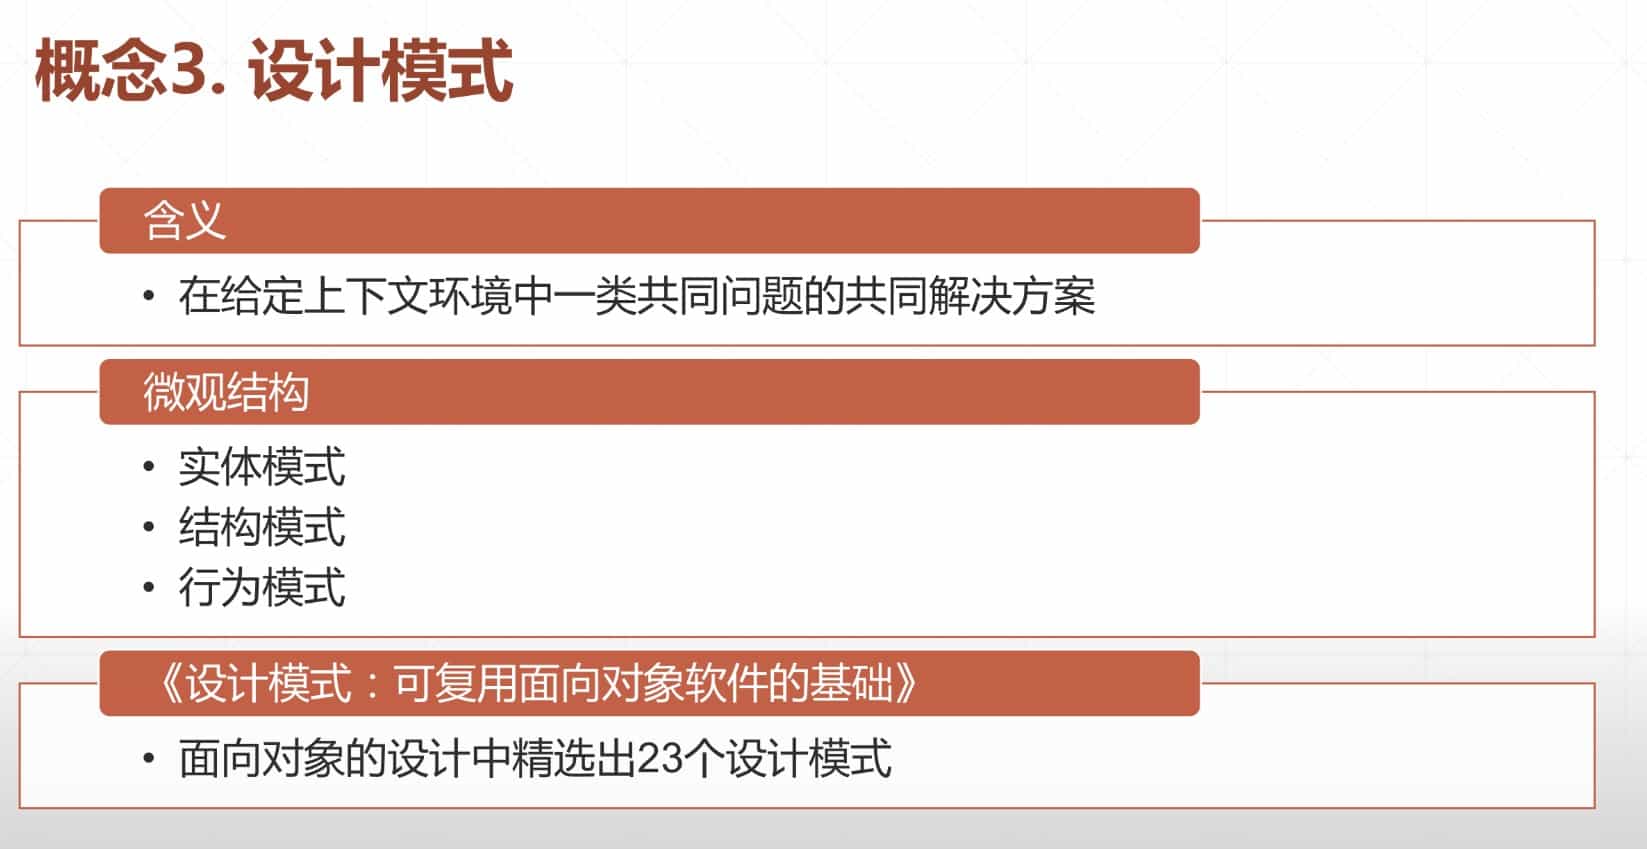 概念3. 设计模式
含义
• 在给定上下文环境中一类共同问题的共同解决方案
微观结构
• 实体模式
• 结构模式
• 行为模式
《设计模式：可复用面向对象软件的基础》
• 面向对象的设计中精选出23个设计模式